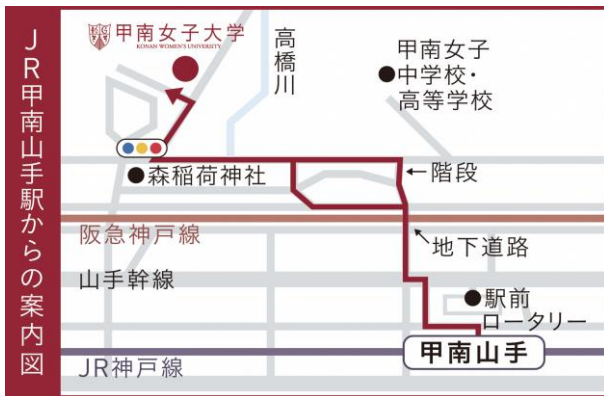 JR甲南山手駅からの案内図
甲南女子大学
KONAN WOMEN'S UNIVERSITY
高橋川
甲南女子
中学校・
高等学校
森稲荷神社
←階段
阪急神戸線
地下道路
山手幹線
駅前
ロータリー
甲南山手
JR神戸線